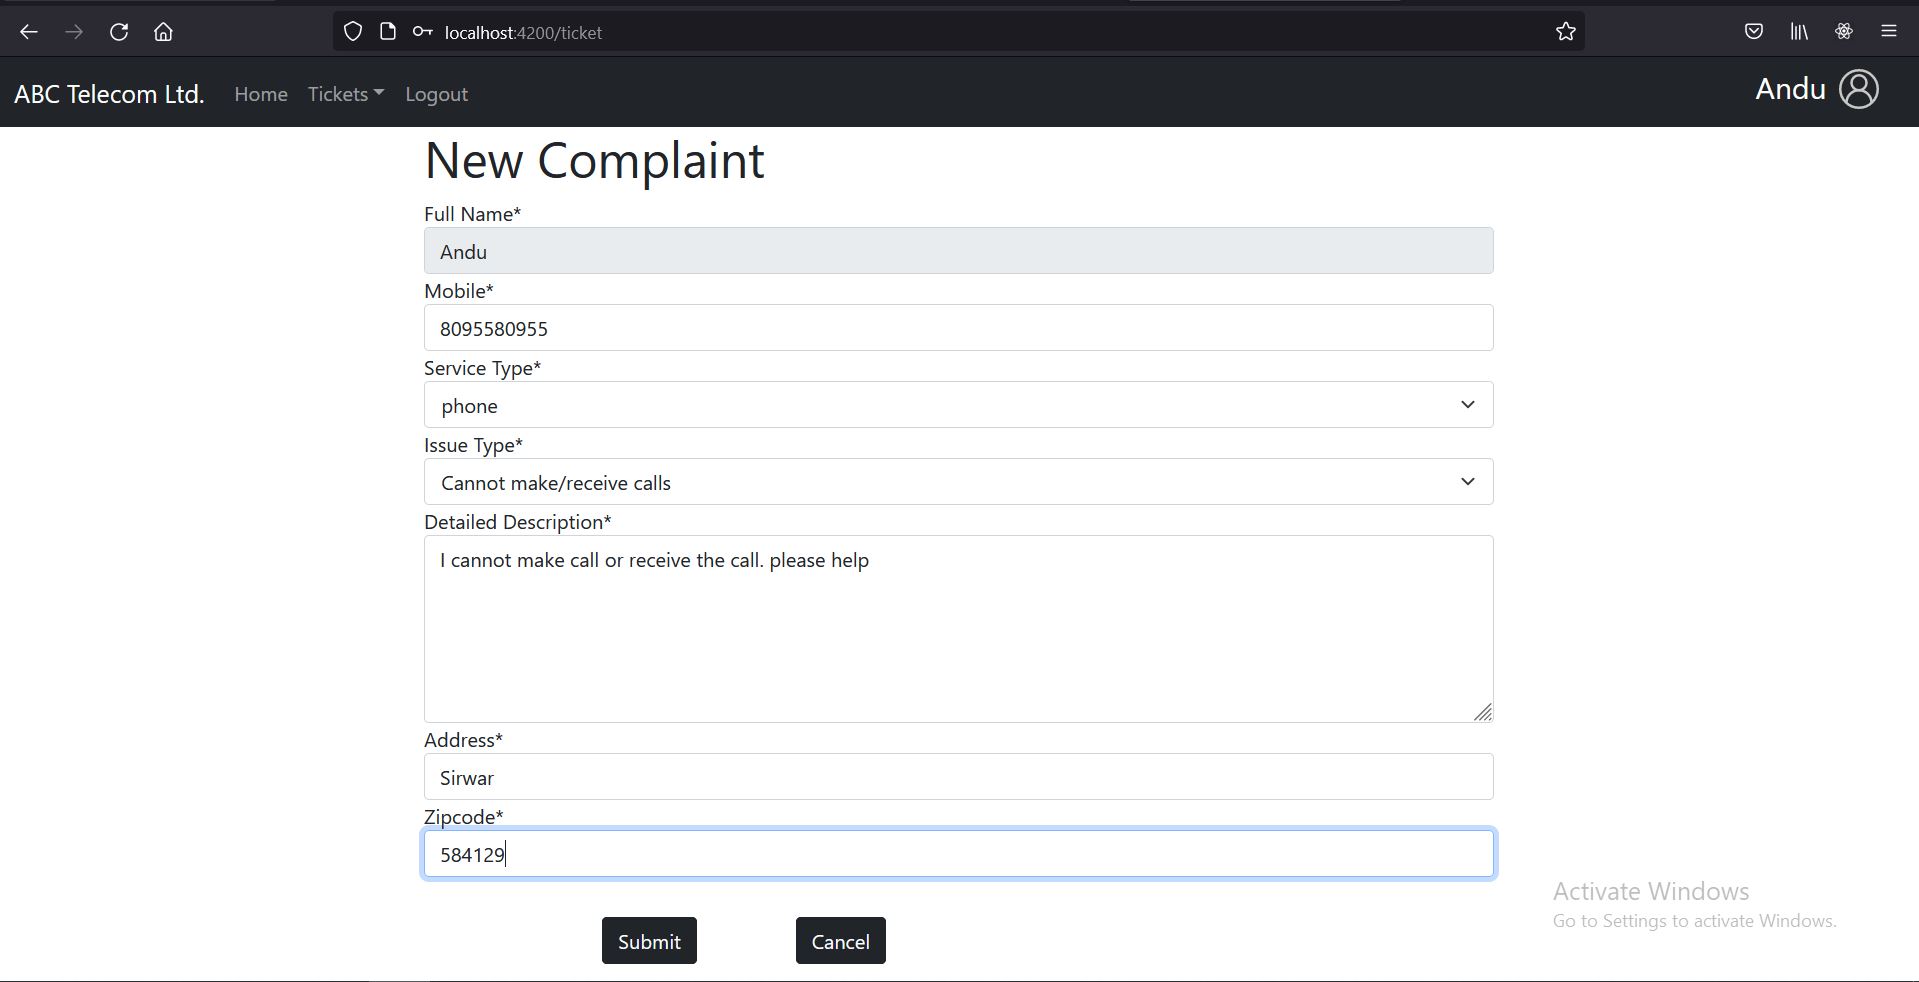 localhost:4200/ticket
ABC Telecom Ltd. Home Tickets Logout Andu
New Complaint
Full Name*
Andu
Mobile*
8095580955
Service Type*
phone
Issue Type*
Cannot make/receive calls
Detailed Description*
I cannot make call or receive the call. please help
Address*
Sirwar
Zipcode*
584129
Activate Windows
Go to Settings to activate Windows.
Submit Cancel